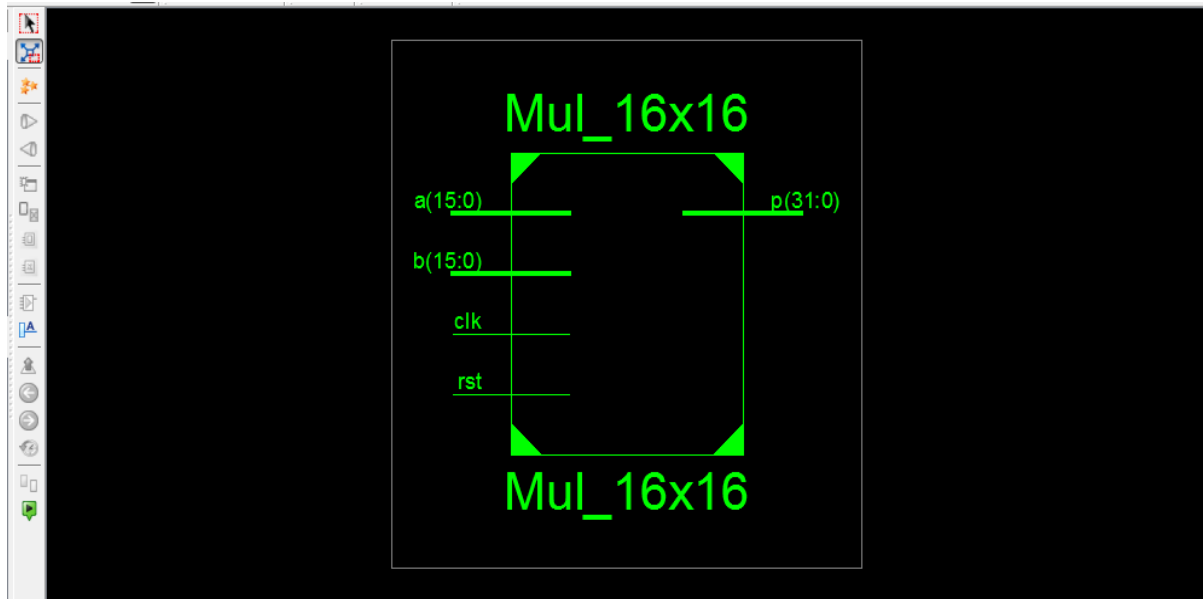 Mul_16x16
a(15:0)
p(31:0)
b(15:0)
clk
rst
Mul_16x16
A